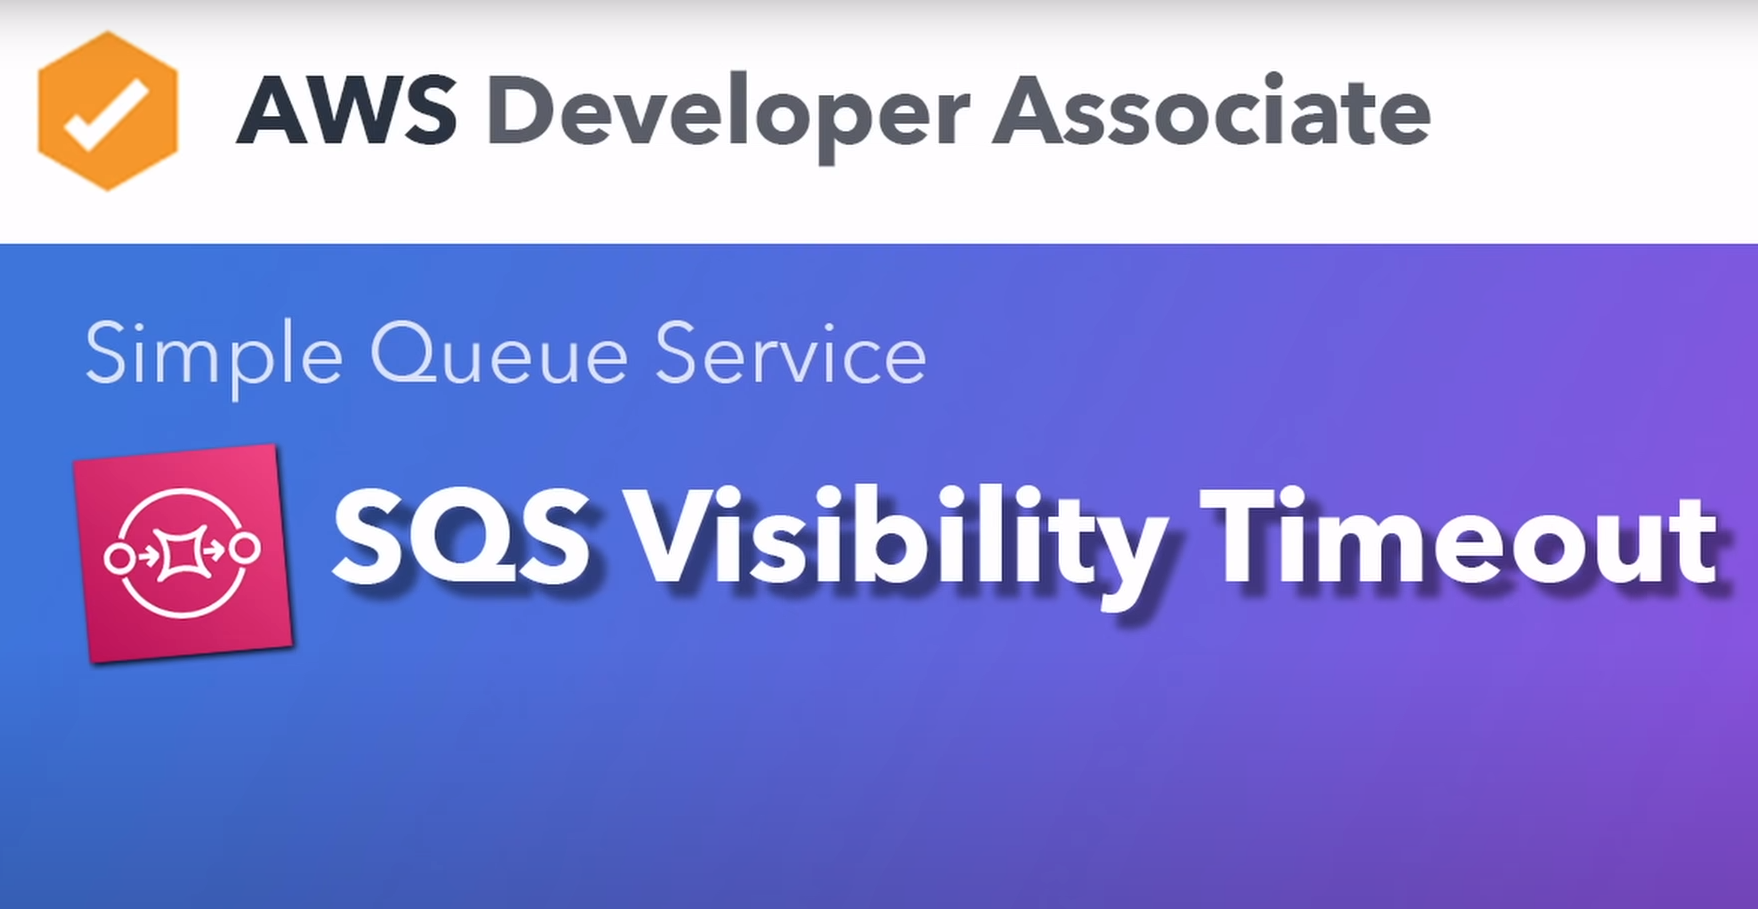 AWS Developer Associate
Simple Queue Service
SQS Visibility Timeout